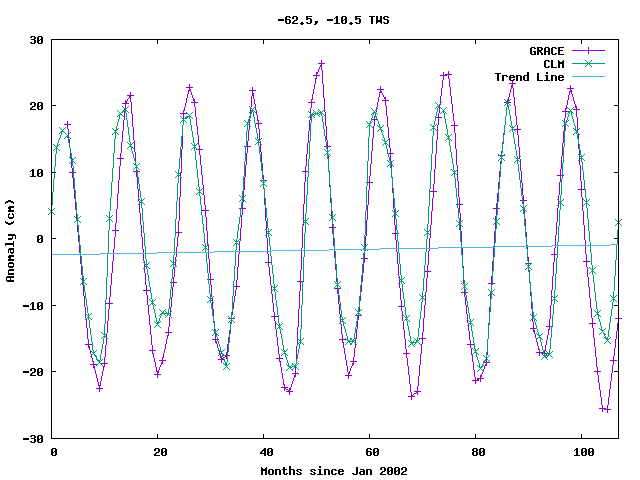 -62.5, -10.5 TWS
GRACE
CLM
Trend Line
30
20
10
0
-10
-20
-30
Anomaly (cm)
0 20 40 60 80 100
Months since Jan 2002